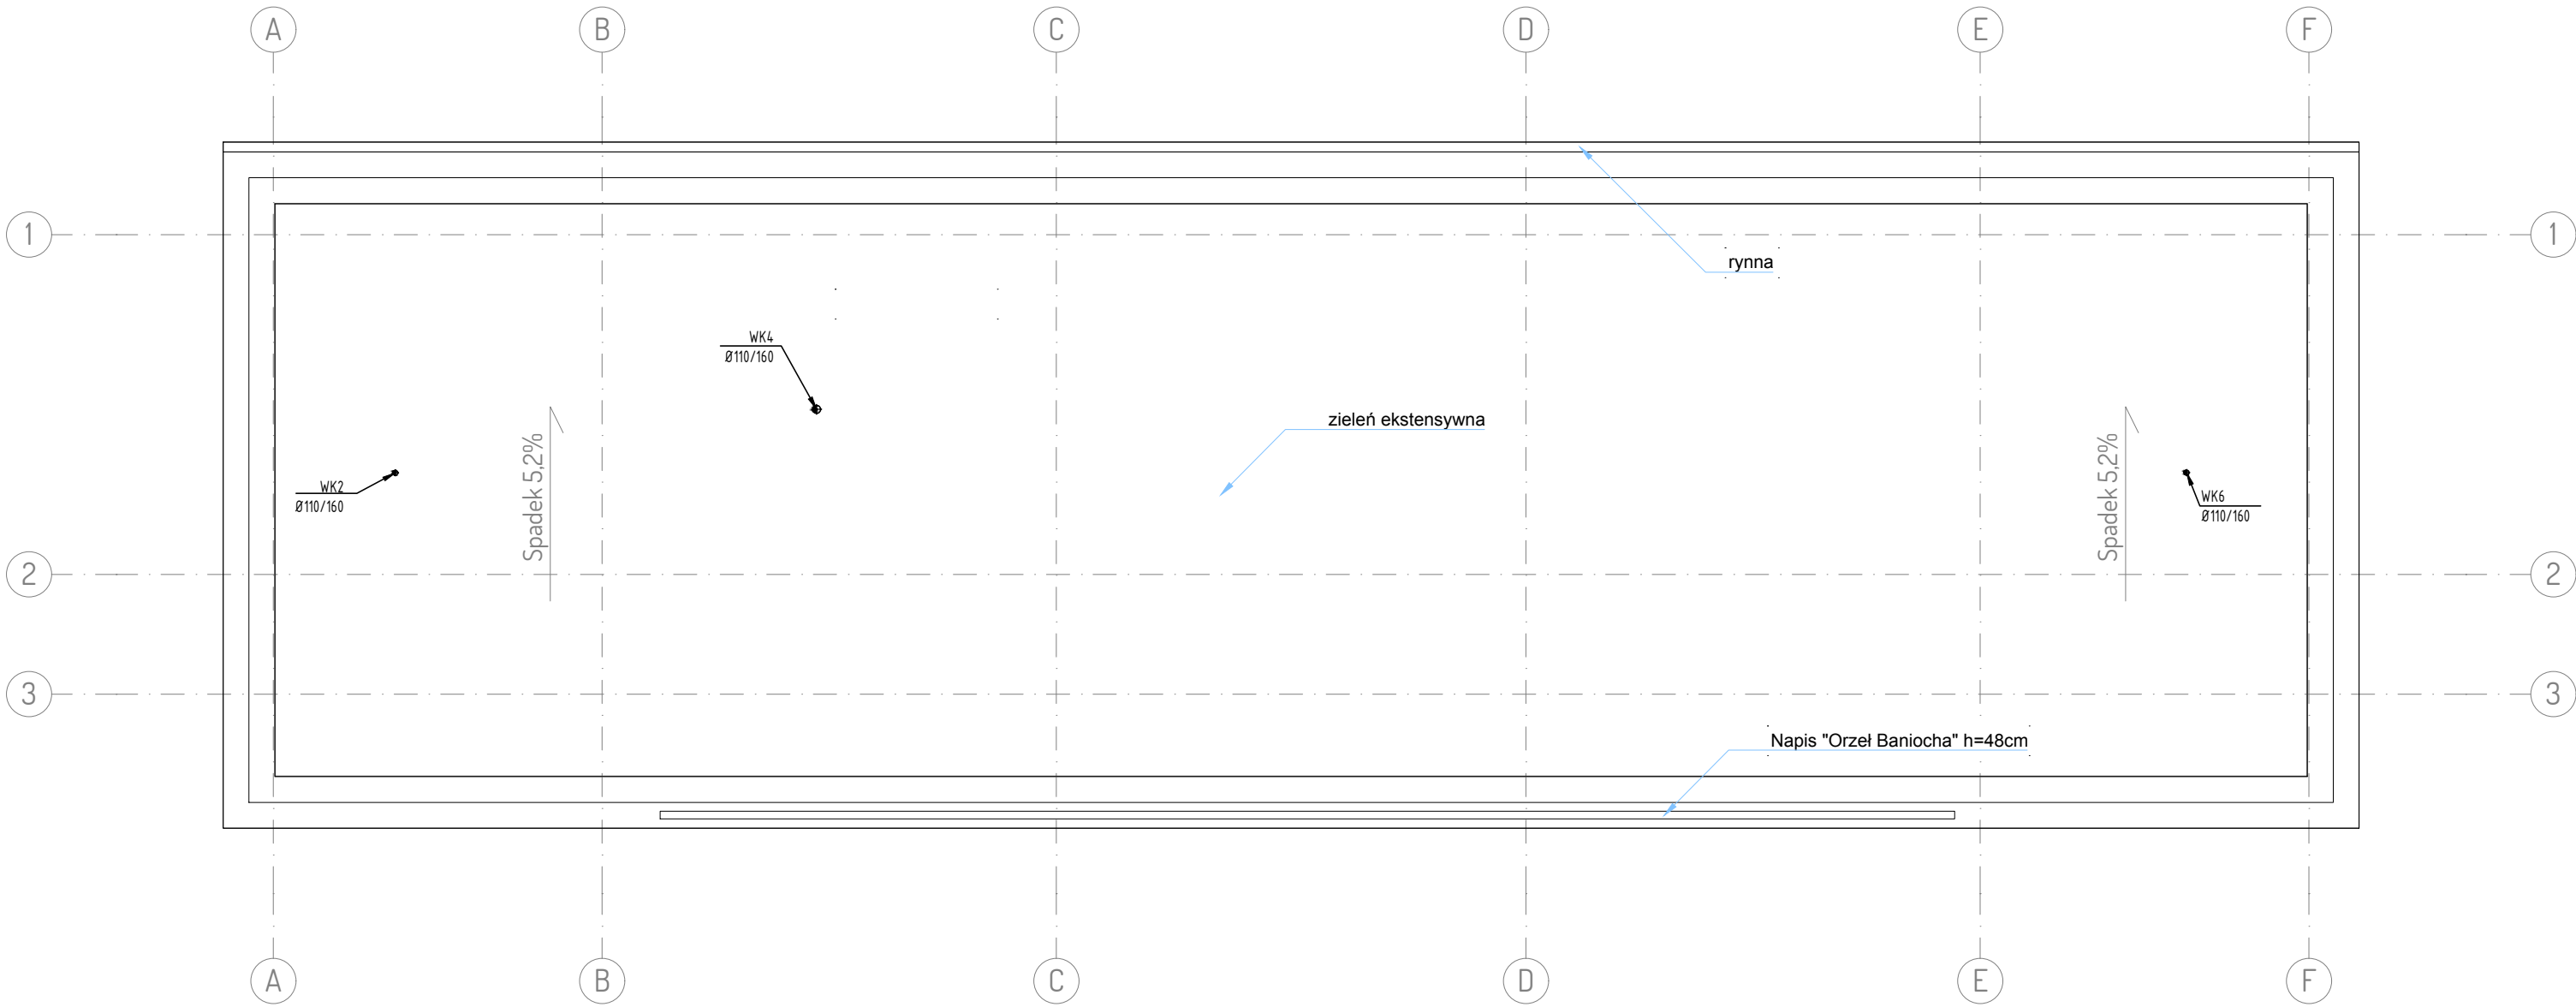 A B C D E F
1 1
rynna
WK4
Ø110/160
zieleń ekstensywna
Spadek 5,2%
Spadek 5,2%
WK2
Ø110/160
WK6
Ø110/160
2 2
3 3
Napis "Orzeł Baniocha" h=48cm
A B C D E F